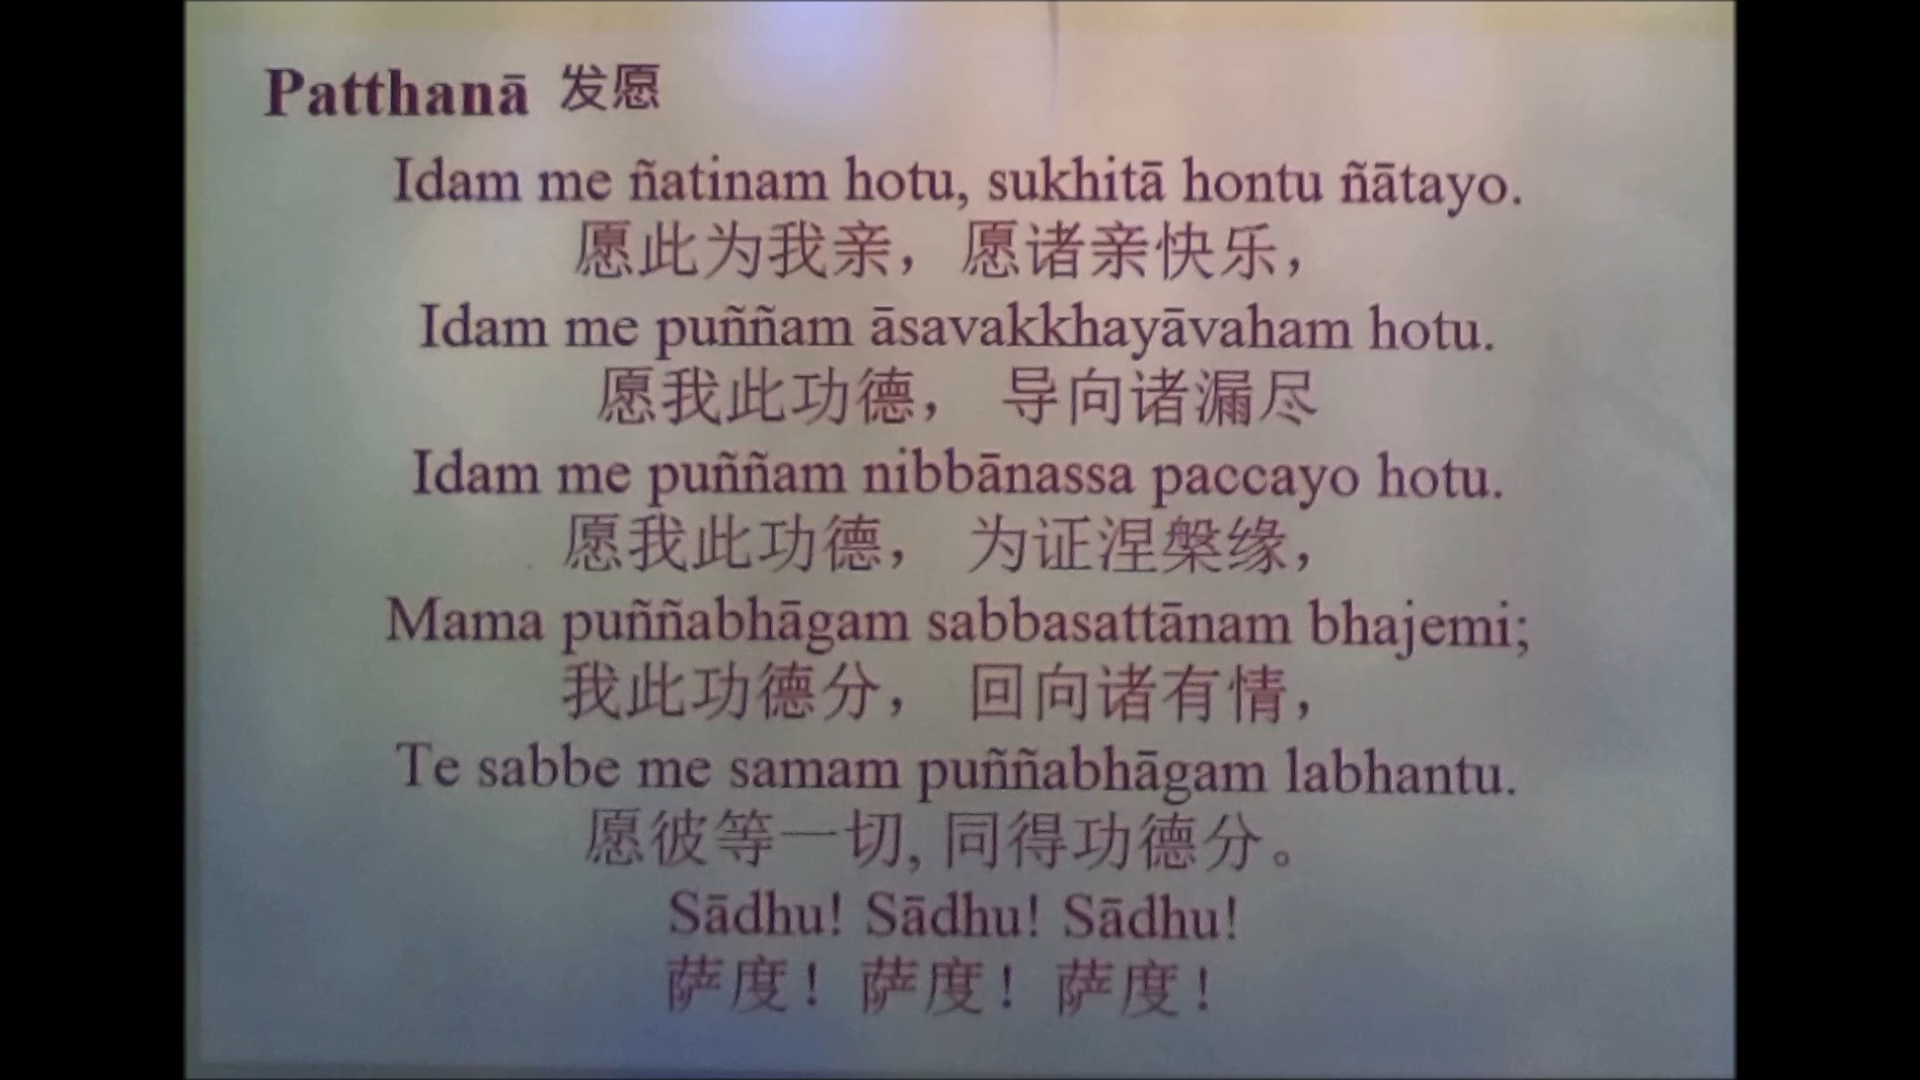 Patthanā 发愿
Idam me ñatinam hotu, sukhitā hontu ñātayo.
愿此为我亲，愿诸亲快乐，
Idam me puññam āsavakkhayāvaham hotu.
愿我此功德， 导向诸漏尽
Idam me puññam nibbānassa paccayo hotu.
愿我此功德， 为证涅槃缘，
Mama puññabhāgam sabbasattānam bhajemi;
我此功德分， 回向诸有情，
Te sabbe me samam puññabhāgam labhantu.
愿彼等一切, 同得功德分。
Sādhu! Sādhu! Sādhu!
萨度！萨度！萨度！